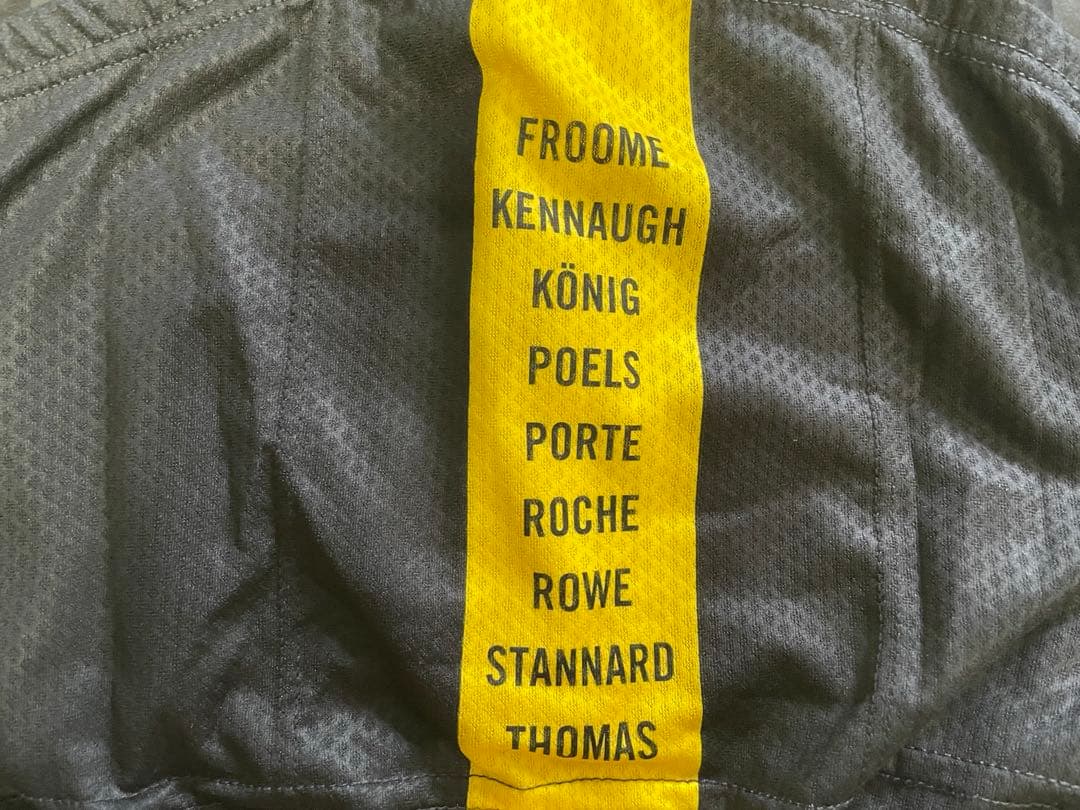 FROOME
KENNAUGH
KÖNIG
POELS
PORTE
ROCHE
ROWE
STANNARD
THOMAS